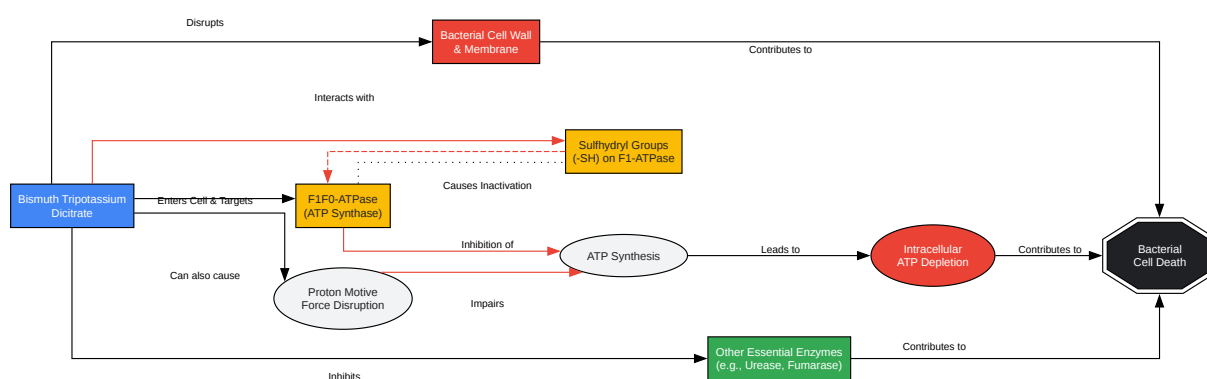 Disrupts
Bacterial Cell Wall
& Membrane
Contributes to
Interacts with
Sulfhydryl Groups
(-SH) on F1-ATPase
Causes Inactivation
Bismuth Tripotassium
Dicitrate
Enters Cell & Targets
F1F0-ATPase
(ATP Synthase)
Inhibition of
ATP Synthesis
Leads to
Intracellular
ATP Depletion
Contributes to
Bacterial
Cell Death
Can also cause
Proton Motive
Force Disruption
Impairs
Other Essential Enzymes
(e.g., Urease, Fumarase)
Contributes to
Inhibits